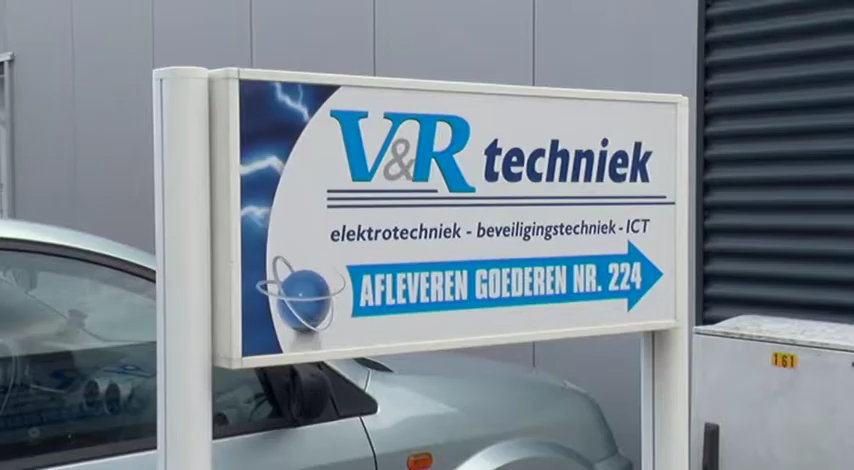 V&R techniek
elektrotechniek - beveiligingstechniek - ICT
AFLEVEREN GOEDEREN NR. 224
161